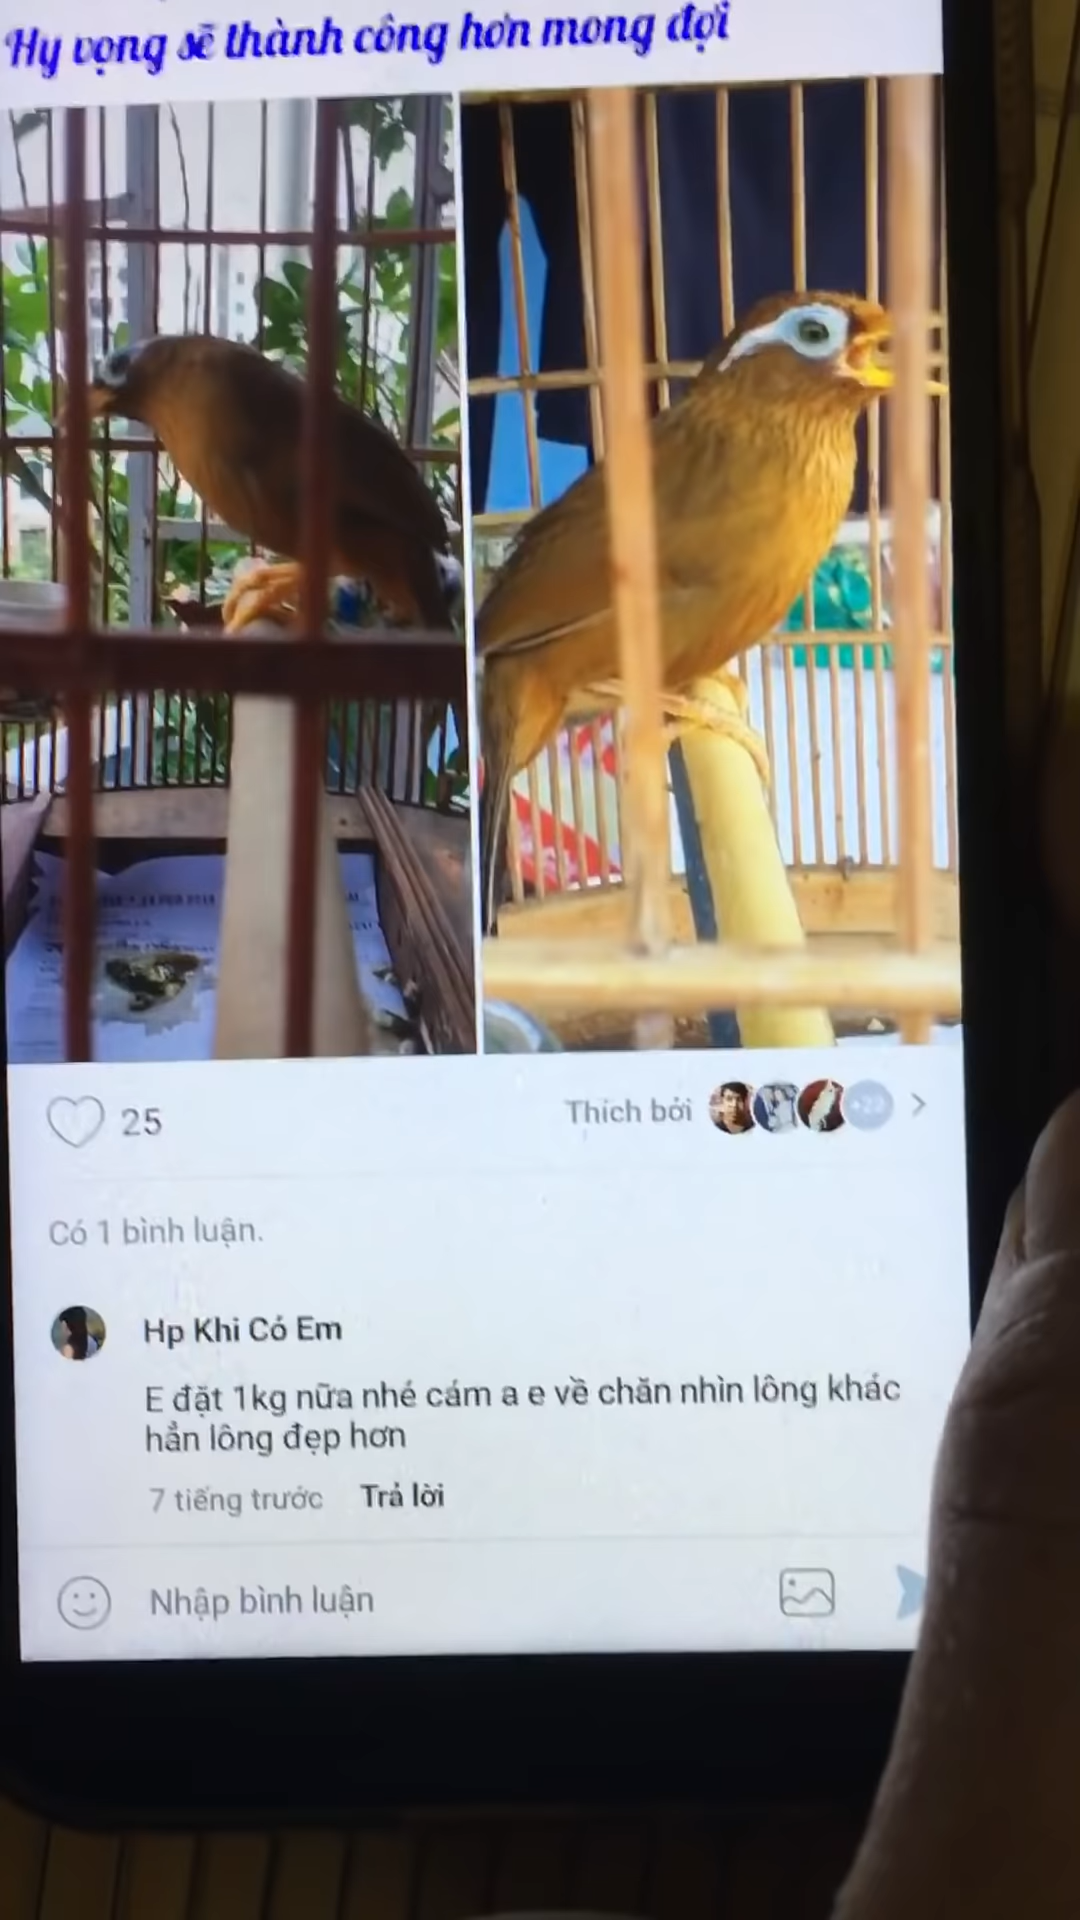 Hy vọng sẽ thành công hơn mong đợi
25
Thích bởi
+22
Có 1 bình luận.
Hp Khi Có Em
E đặt 1kg nữa nhé cám a e về chăn nhìn lông khác
hẳn lông đẹp hơn
7 tiếng trước Trả lời
Nhập bình luận